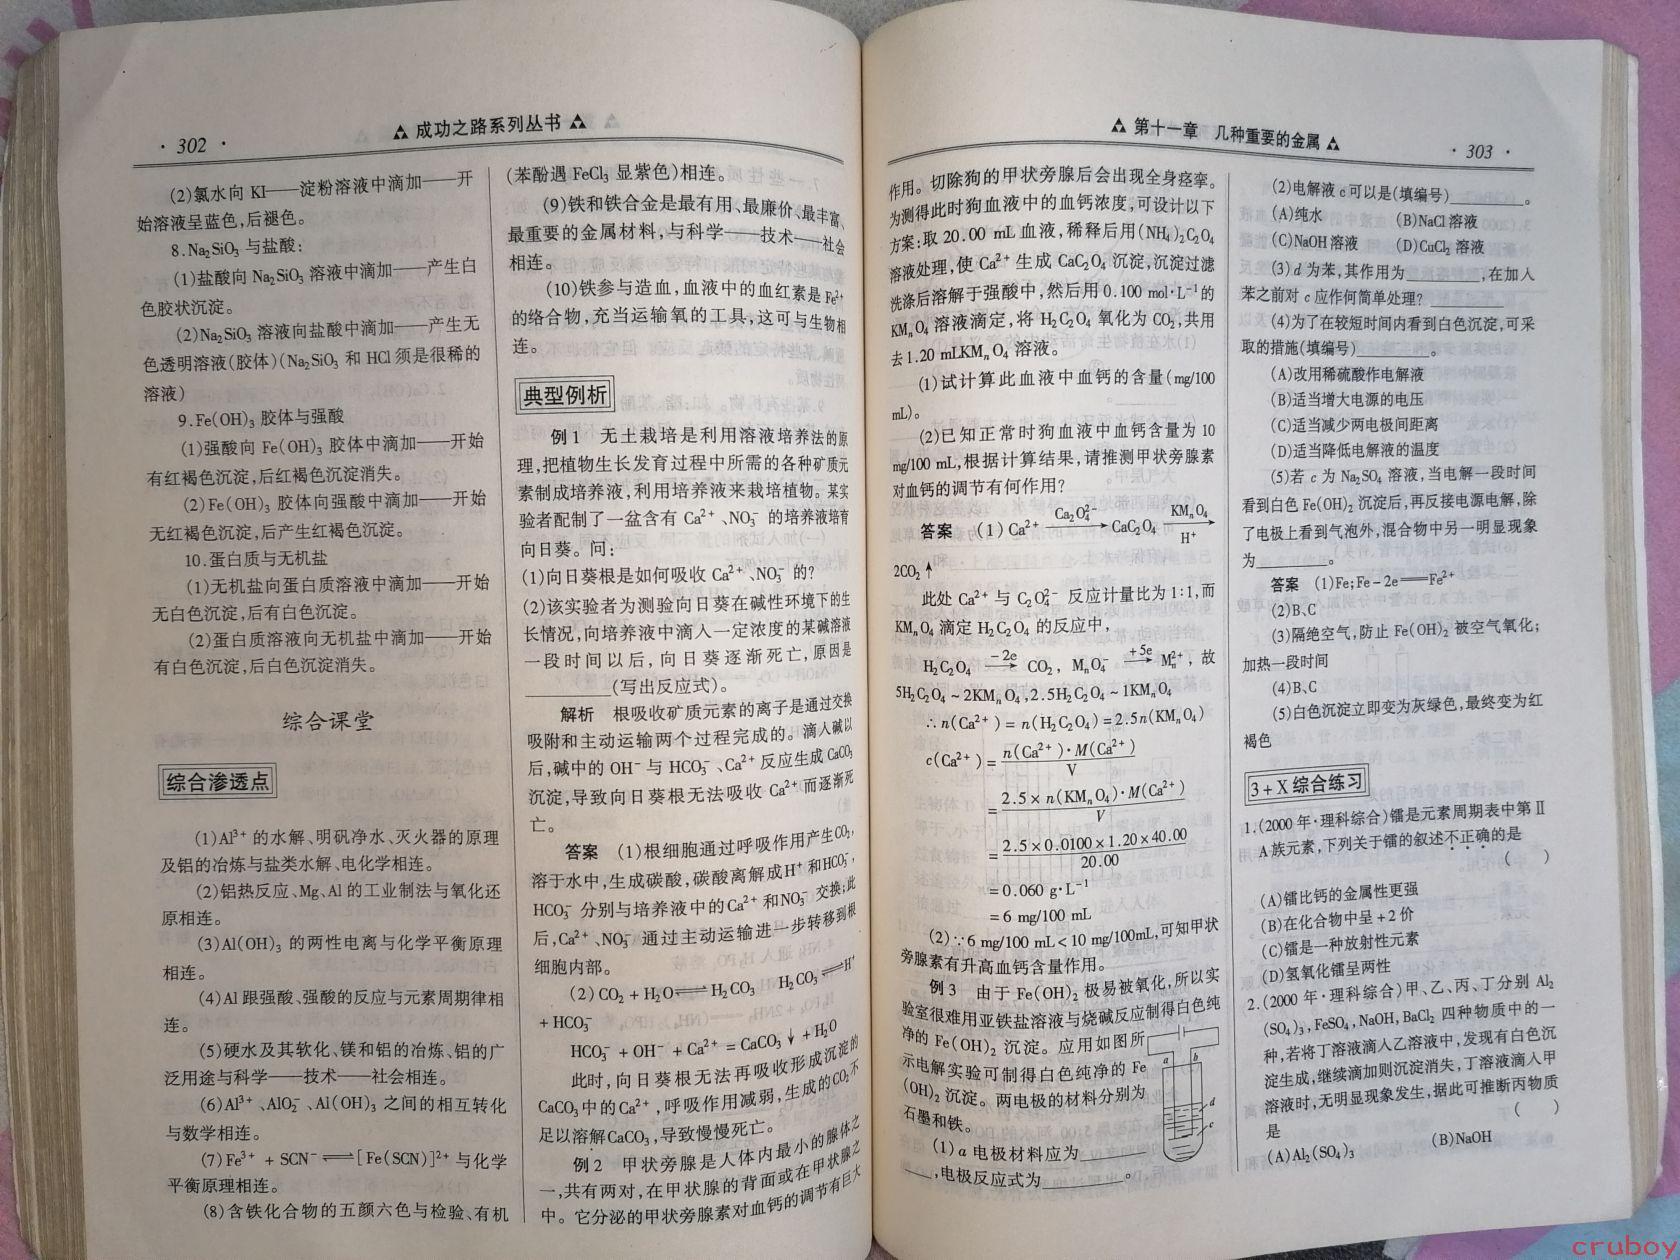 · 302 ·
成功之路系列丛书
(2)氯水向 KI——淀粉溶液中滴加——开
始溶液呈蓝色,后褪色。
8.Na₂SiO₃ 与盐酸:
(1)盐酸向 Na₂SiO₃ 溶液中滴加——产生白
色胶状沉淀。
(2)Na₂SiO₃ 溶液向盐酸中滴加——产生无
色透明溶液(胶体)(Na₂SiO₃ 和 HCl 须是很稀的
溶液)
9.Fe(OH)₃ 胶体与强酸
(1)强酸向 Fe(OH)₃ 胶体中滴加——开始
有红褐色沉淀,后红褐色沉淀消失。
(2)Fe(OH)₃ 胶体向强酸中滴加——开始
无红褐色沉淀,后产生红褐色沉淀。
10.蛋白质与无机盐
(1)无机盐向蛋白质溶液中滴加——开始
无白色沉淀,后有白色沉淀。
(2)蛋白质溶液向无机盐中滴加——开始
有白色沉淀,后白色沉淀消失。
综合课堂
综合渗透点
(1)Al³⁺ 的水解、明矾净水、灭火器的原理
及铝的冶炼与盐类水解、电化学相连。
(2)铝热反应、Mg、Al 的工业制法与氧化还
原相连。
(3)Al(OH)₃ 的两性电离与化学平衡原理
相连。
(4)Al 跟强酸、强酸的反应与元素周期律相
连。
(5)硬水及其软化、镁和铝的冶炼、铝的广
泛用途与科学——技术——社会相连。
(6)Al³⁺、AlO₂⁻、Al(OH)₃ 之间的相互转化
与数学相连。
(7)Fe³⁺ + SCN⁻ ⇌ [Fe(SCN)]²⁺ 与化学
平衡原理相连。
(8)含铁化合物的五颜六色与检验、有机
(苯酚遇 FeCl₃ 显紫色)相连。
(9)铁和铁合金是最有用、最廉价、最丰富、
最重要的金属材料,与科学——技术——社会
相连。
(10)铁参与造血,血液中的血红素是 Fe²⁺
的络合物,充当运输氧的工具,这可与生物相
连。
典型例析
例 1 无土栽培是利用溶液培养法的原
理,把植物生长发育过程中所需的各种矿质元
素制成培养液,利用培养液来栽培植物。某实
验者配制了一盆含有 Ca²⁺、NO₃⁻ 的培养液培育
向日葵。问:
(1)向日葵根是如何吸收 Ca²⁺、NO₃⁻ 的?
(2)该实验者为测验向日葵在碱性环境下的生
长情况,向培养液中滴入一定浓度的某碱溶液
一段时间以后,向日葵逐渐死亡,原因是
________(写出反应式)。
解析 根吸收矿质元素的离子是通过交换
吸附和主动运输两个过程完成的。滴入碱以
后,碱中的 OH⁻ 与 HCO₃⁻、Ca²⁺ 反应生成 CaCO₃
沉淀,导致向日葵根无法吸收 Ca²⁺ 而逐渐死
亡。
答案 (1)根细胞通过呼吸作用产生CO₂,
溶于水中,生成碳酸,碳酸离解成H⁺和HCO₃⁻,
HCO₃⁻ 分别与培养液中的Ca²⁺ 和NO₃⁻ 交换;此
后,Ca²⁺、NO₃⁻ 通过主动运输进一步转移到根
细胞内部。
(2) CO₂ + H₂O ⇌ H₂CO₃ H₂CO₃ ⇌ H⁺
+ HCO₃⁻
HCO₃⁻ + OH⁻ + Ca²⁺ = CaCO₃↓ + H₂O
此时,向日葵根无法再吸收形成沉淀的
CaCO₃中的Ca²⁺,呼吸作用减弱,生成的CO₂不
足以溶解CaCO₃,导致慢慢死亡。
例 2 甲状旁腺是人体内最小的腺体之
一,共有两对,在甲状腺的背面或在甲状腺之
中。它分泌的甲状旁腺素对血钙的调节有巨大
第十一章 几种重要的金属
· 303 ·
作用。切除狗的甲状旁腺后会出现全身痉挛。
为测得此时狗血液中的血钙浓度,可设计以下
方案:取 20.00 mL 血液,稀释后用(NH₄)₂C₂O₄
溶液处理,使 Ca²⁺ 生成 CaC₂O₄ 沉淀,沉淀过滤
洗涤后溶解于强酸中,然后用0.100 mol·L⁻¹的
KMnO₄ 溶液滴定,将 H₂C₂O₄ 氧化为 CO₂,共用
去1.20 mLKMnO₄ 溶液。
(1)试计算此血液中血钙的含量(mg/100
mL)。
(2)已知正常时狗血液中血钙含量为 10
mg/100 mL,根据计算结果,请推测甲状旁腺素
对血钙的调节有何作用?
答案 (1) Ca²⁺ —Ca₂O₄²⁻→ CaC₂O₄ —KMnO₄/H⁺→
2CO₂↑
此处 Ca²⁺ 与 C₂O₄²⁻ 反应计量比为 1:1,而
KMnO₄ 滴定 H₂C₂O₄ 的反应中,
H₂C₂O₄ —-2e→ CO₂, MnO₄⁻ —+5e→ Mn²⁺, 故
5H₂C₂O₄ ~ 2KMnO₄,2.5H₂C₂O₄ ~ 1KMnO₄
∴ n(Ca²⁺) = n(H₂C₂O₄) = 2.5n(KMnO₄)
c(Ca²⁺) = n(Ca²⁺)·M(Ca²⁺) / V
= 2.5 × n(KMnO₄)·M(Ca²⁺) / V
= 2.5×0.0100×1.20×40.00 / 20.00
= 0.060 g·L⁻¹
= 6 mg/100 mL
(2)∵6 mg/100 mL < 10 mg/100mL,可知甲状
旁腺素有升高血钙含量作用。
例 3 由于 Fe(OH)₂ 极易被氧化,所以实
验室很难用亚铁盐溶液与烧碱反应制得白色纯
净的 Fe(OH)₂ 沉淀。应用如图所
示电解实验可制得白色纯净的 Fe
(OH)₂ 沉淀。两电极的材料分别为
石墨和铁。
a b
d
c
(1) a 电极材料应为________
____,电极反应式为________。
(2)电解液 c 可以是(填编号)________。
(A)纯水 (B)NaCl 溶液
(C)NaOH 溶液 (D)CuCl₂ 溶液
(3) d 为苯,其作用为________,在加入
苯之前对 c 应作何简单处理?________
(4)为了在较短时间内看到白色沉淀,可采
取的措施(填编号)________。
(A)改用稀硫酸作电解液
(B)适当增大电源的电压
(C)适当减少两电极间距离
(D)适当降低电解液的温度
(5)若 c 为 Na₂SO₄ 溶液,当电解一段时间
看到白色 Fe(OH)₂ 沉淀后,再反接电源电解,除
了电极上看到气泡外,混合物中另一明显现象
为________。
答案 (1)Fe;Fe - 2e══Fe²⁺
(2)B、C
(3)隔绝空气,防止 Fe(OH)₂ 被空气氧化;
加热一段时间
(4)B、C
(5)白色沉淀立即变为灰绿色,最终变为红
褐色
3+X综合练习
1.(2000 年·理科综合)镭是元素周期表中第Ⅱ
A族元素,下列关于镭的叙述不正确的是
( )
(A)镭比钙的金属性更强
(B)在化合物中呈 +2 价
(C)镭是一种放射性元素
(D)氢氧化镭呈两性
2.(2000 年·理科综合)甲、乙、丙、丁分别 Al₂
(SO₄)₃,FeSO₄,NaOH,BaCl₂ 四种物质中的一
种,若将丁溶液滴入乙溶液中,发现有白色沉
淀生成,继续滴加则沉淀消失,丁溶液滴入甲
溶液时,无明显现象发生,据此可推断丙物质
是 ( )
(A)Al₂(SO₄)₃ (B)NaOH
cruboy